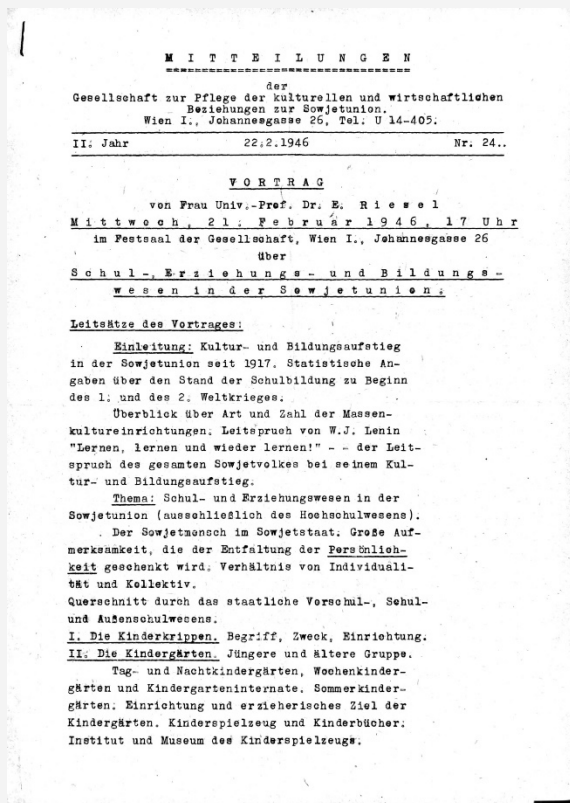 M I T T E I L U N G E N
der
Gesellschaft zur Pflege der kulturellen und wirtschaftlichen
Beziehungen zur Sowjetunion.
Wien I., Johannesgasse 26, Tel. U 14-405.
II. Jahr 22.2.1946 Nr. 24..
V O R T R A G
von Frau Univ.-Prof. Dr. E. R i e s e l
M i t t w o c h , 2 1 . F e b r u a r 1 9 4 6 , 1 7 U h r
im Festsaal der Gesellschaft, Wien I., Johannesgasse 26
über
S c h u l -, E r z i e h u n g s - u n d B i l d u n g s -
w e s e n i n d e r S o w j e t u n i o n .
Leitsätze des Vortrages:
Einleitung: Kultur- und Bildungsaufstieg
in der Sowjetunion seit 1917. Statistische An-
gaben über den Stand der Schulbildung zu Beginn
des 1. und des 2. Weltkrieges.
Überblick über Art und Zahl der Massen-
kultureinrichtungen. Leitspruch von W.J. Lenin
"Lernen, lernen und wieder lernen!" - - der Leit-
spruch des gesamten Sowjetvolkes bei seinem Kul-
tur- und Bildungsaufstieg.
Thema: Schul- und Erziehungswesen in der
Sowjetunion (ausschließlich des Hochschulwesens).
Der Sowjetmensch im Sowjetstaat. Große Auf-
merksamkeit, die der Entfaltung der Persönlich-
keit geschenkt wird. Verhältnis von Individuali-
tät und Kollektiv.
Querschnitt durch das staatliche Vorschul-, Schul-
und Außenschulwesens.
I. Die Kinderkrippen. Begriff, Zweck, Einrichtung.
II. Die Kindergärten. Jüngere und ältere Gruppe.
Tag- und Nachtkindergärten, Wochenkinder-
gärten und Kindergarteninternate. Sommerkinder-
gärten. Einrichtung und erzieherisches Ziel der
Kindergärten. Kinderspielzeug und Kinderbücher.
Institut und Museum des Kinderspielzeugs.